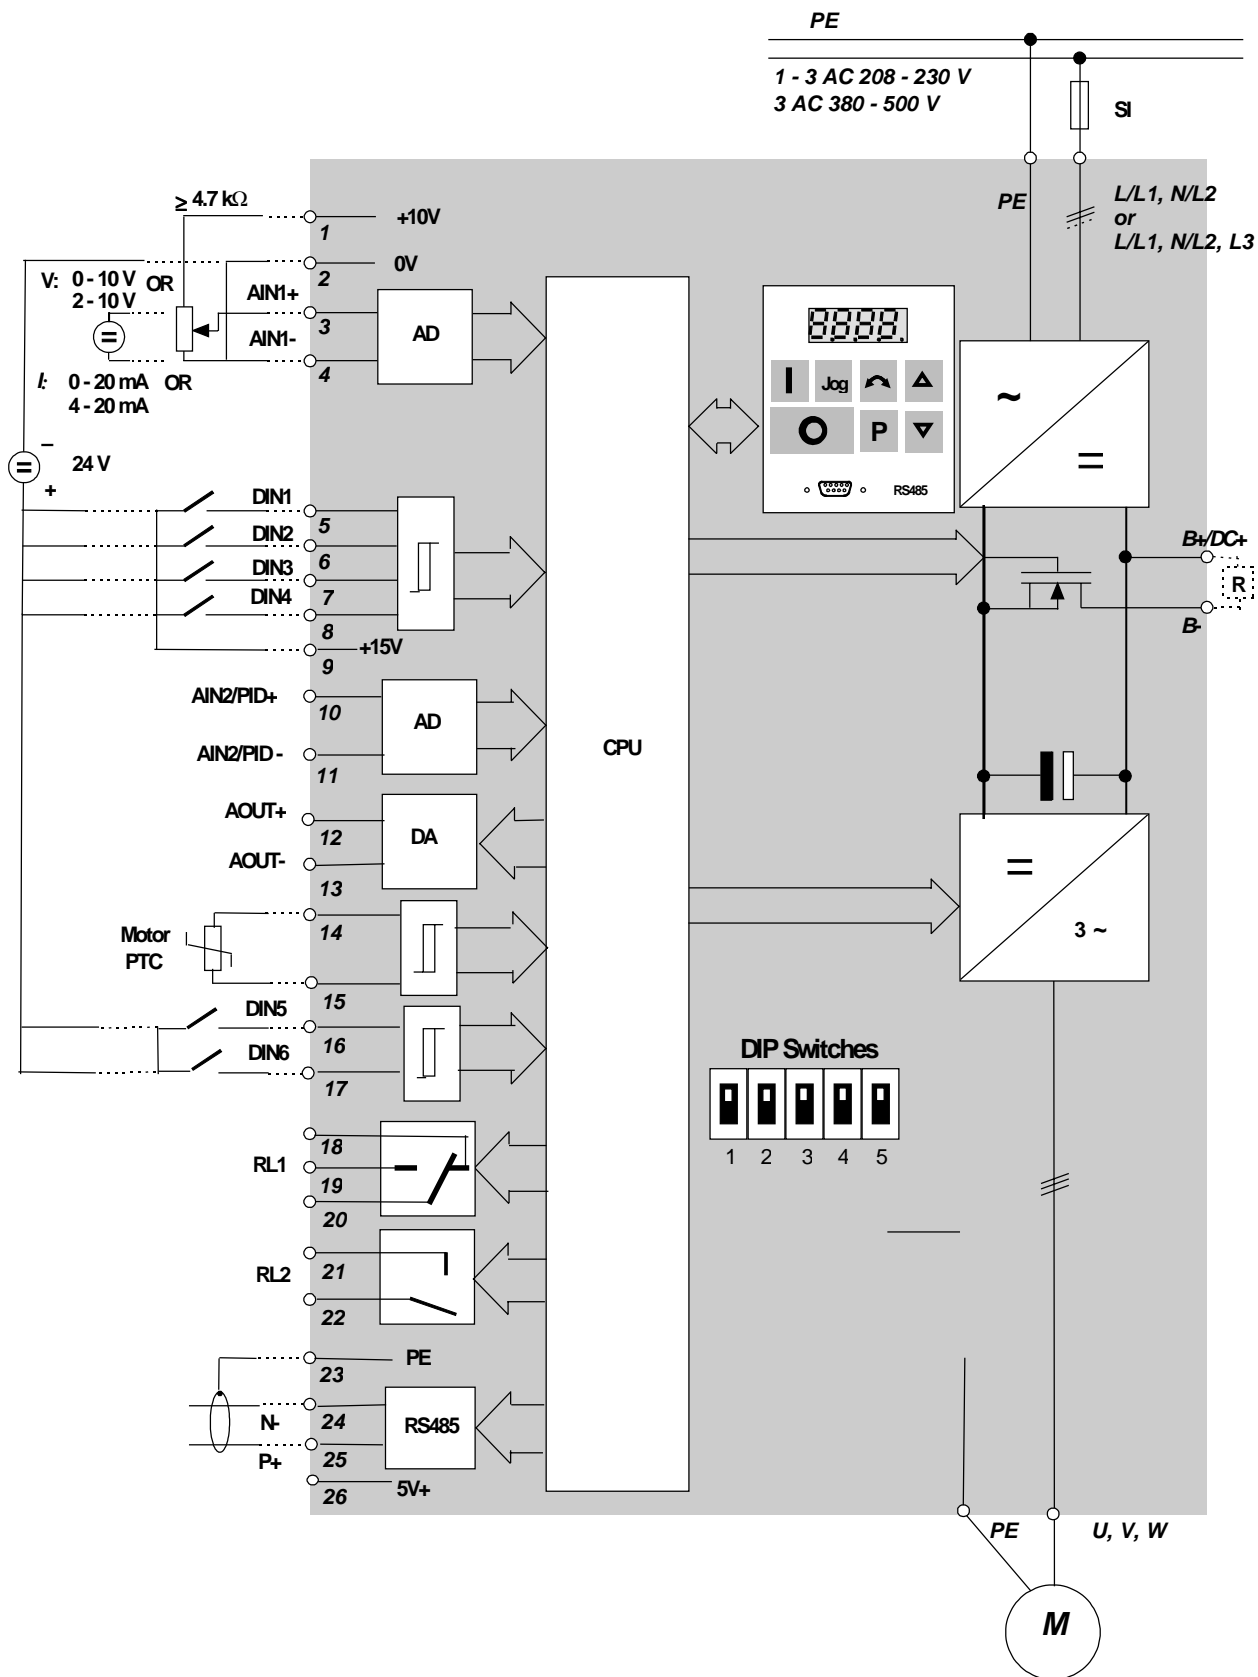 PE
1 - 3 AC 208 - 230 V
3 AC 380 - 500 V
SI
PE
L/L1, N/L2
or
L/L1, N/L2, L3
≥ 4.7 kΩ
+10V
1
0V
2
V: 0 - 10 V OR
2 - 10 V
AIN1+
3
AD
AIN1-
4
I: 0 - 20 mA OR
4 - 20 mA
–
24 V
+
8.8.8.8.
Jog
P
RS485
~
=
DIN1
5
DIN2
6
DIN3
7
DIN4
8
+15V
9
B+/DC+
R
B-
AIN2/PID+
10
AD
AIN2/PID -
11
CPU
AOUT+
12
DA
AOUT-
13
=
3 ~
Motor
PTC
14
15
DIN5
16
DIN6
17
DIP Switches
1 2 3 4 5
18
RL1
19
20
21
RL2
22
PE
23
N-
24
RS485
P+
25
5V+
26
PE
U, V, W
M